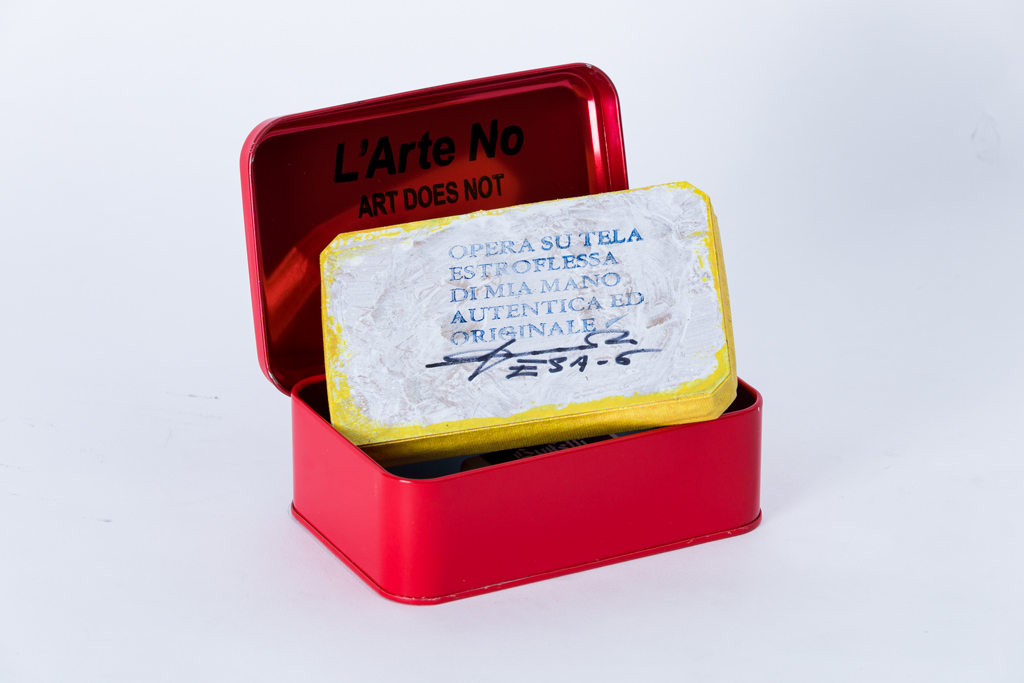 L'Arte No
ART DOES NOT
OPERA SU TELA
ESTROFLESSA
DI MIA MANO
AUTENTICA ED
ORIGINALE